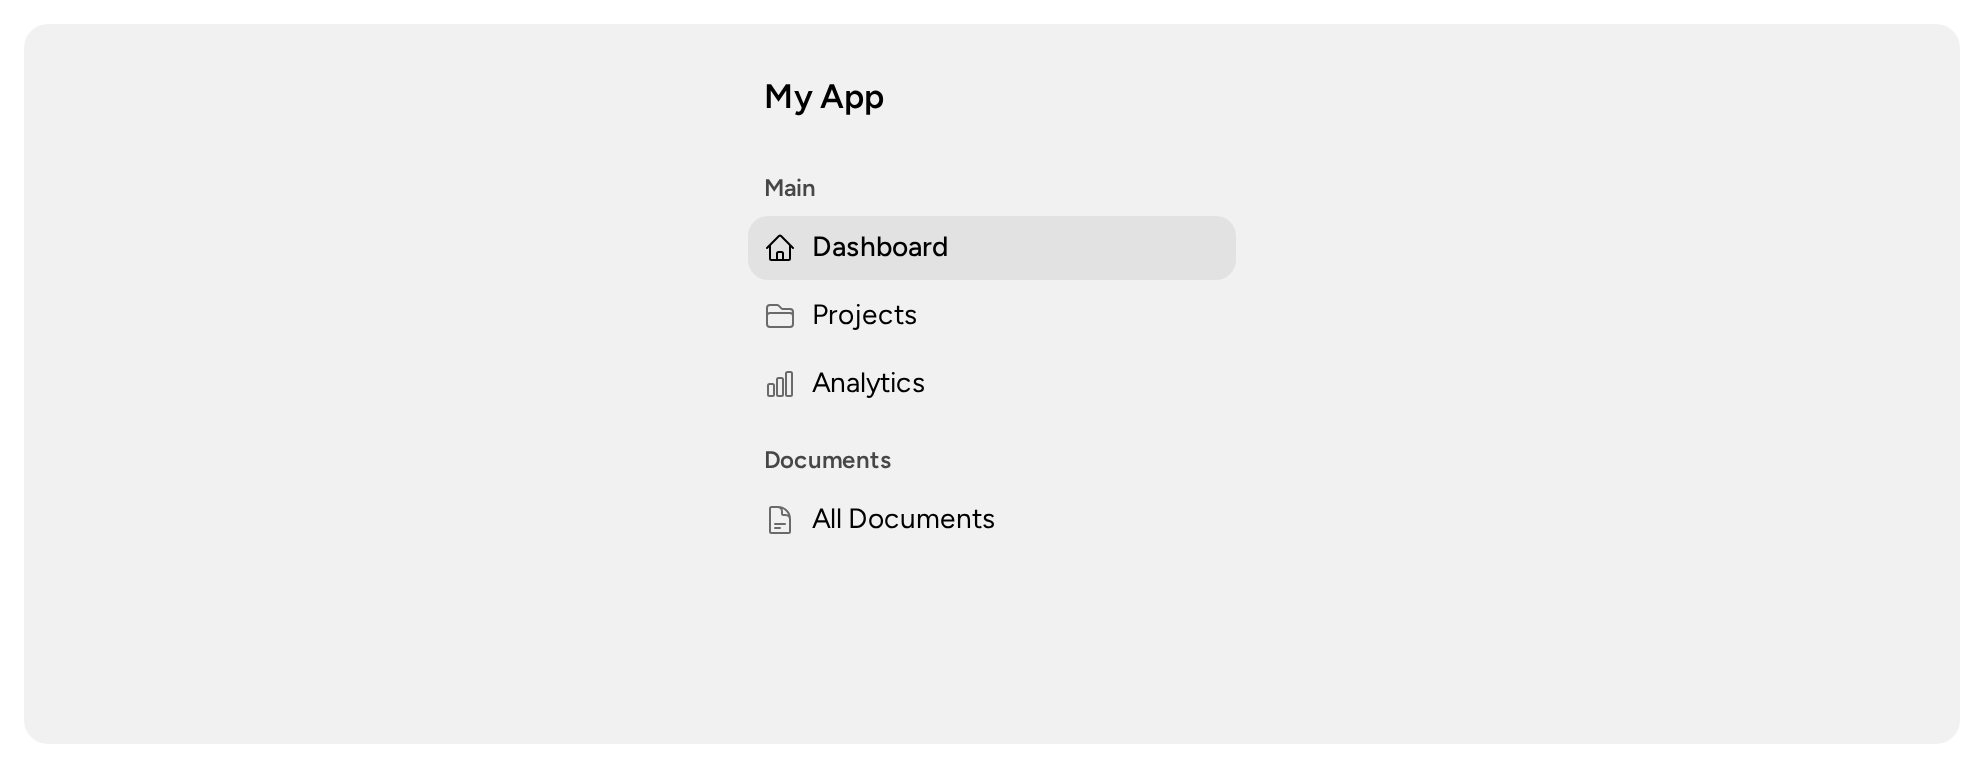 My App
Main
Dashboard
Projects
Analytics
Documents
All Documents